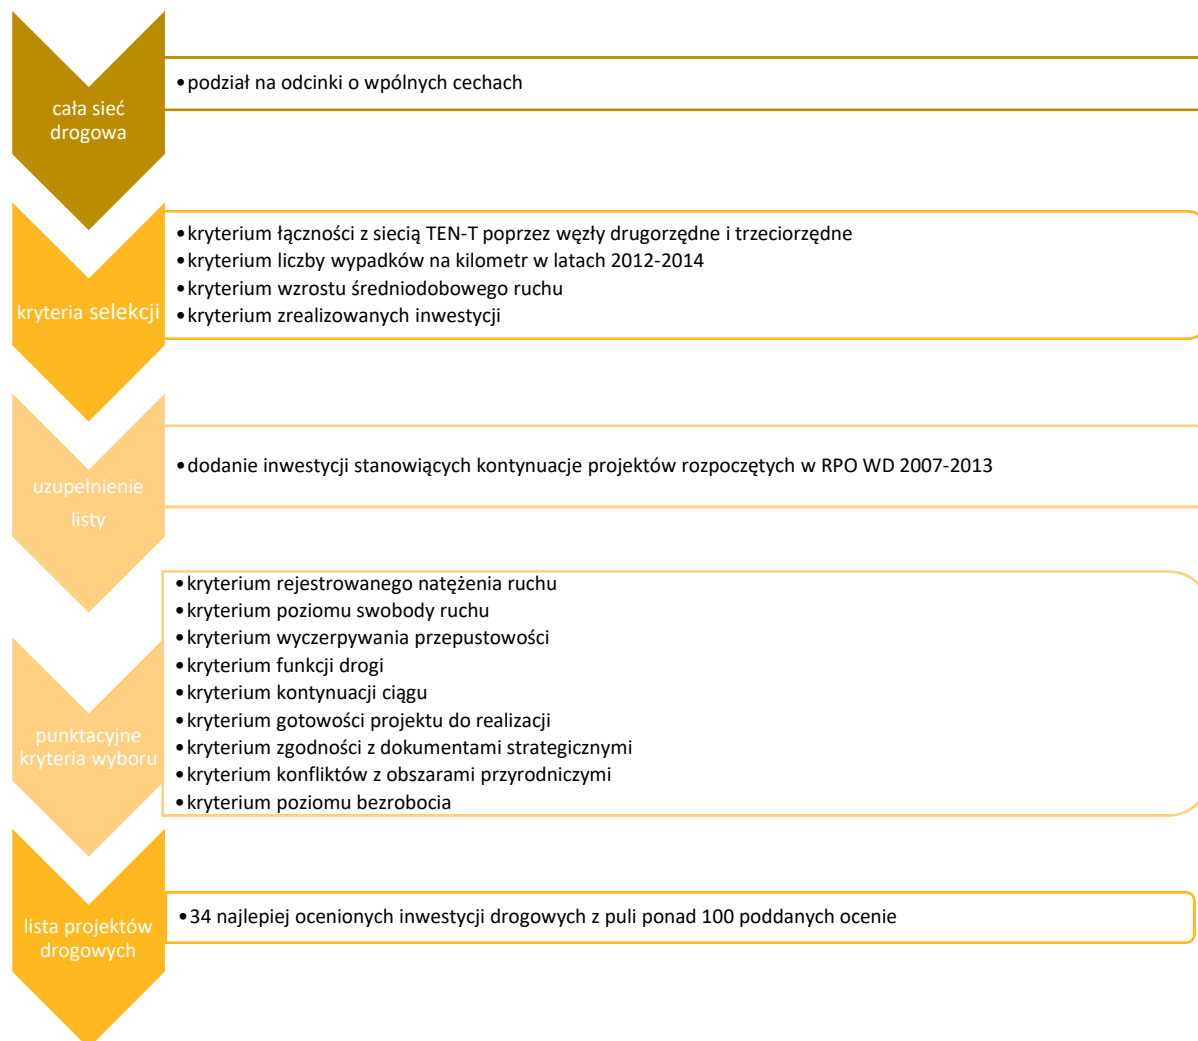 cała sieć
drogowa
•podział na odcinki o wpólnych cechach
kryteria selekcji
•kryterium łączności z siecią TEN-T poprzez węzły drugorzędne i trzeciorzędne
•kryterium liczby wypadków na kilometr w latach 2012-2014
•kryterium wzrostu średniodobowego ruchu
•kryterium zrealizowanych inwestycji
uzupełnienie
listy
•dodanie inwestycji stanowiących kontynuacje projektów rozpoczętych w RPO WD 2007-2013
punktacyjne
kryteria wyboru
•kryterium rejestrowanego natężenia ruchu
•kryterium poziomu swobody ruchu
•kryterium wyczerpywania przepustowości
•kryterium funkcji drogi
•kryterium kontynuacji ciągu
•kryterium gotowości projektu do realizacji
•kryterium zgodności z dokumentami strategicznymi
•kryterium konfliktów z obszarami przyrodniczymi
•kryterium poziomu bezrobocia
lista projektów
drogowych
•34 najlepiej ocenionych inwestycji drogowych z puli ponad 100 poddanych ocenie